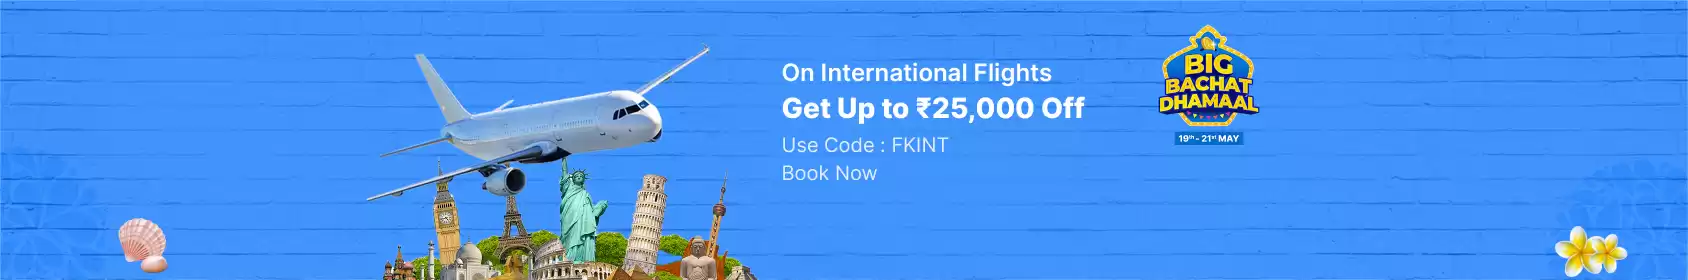 On International Flights
Get Up to ₹25,000 Off
Use Code : FKINT
Book Now
BIG
BACHAT
DHAMAAL
19th - 21st MAY